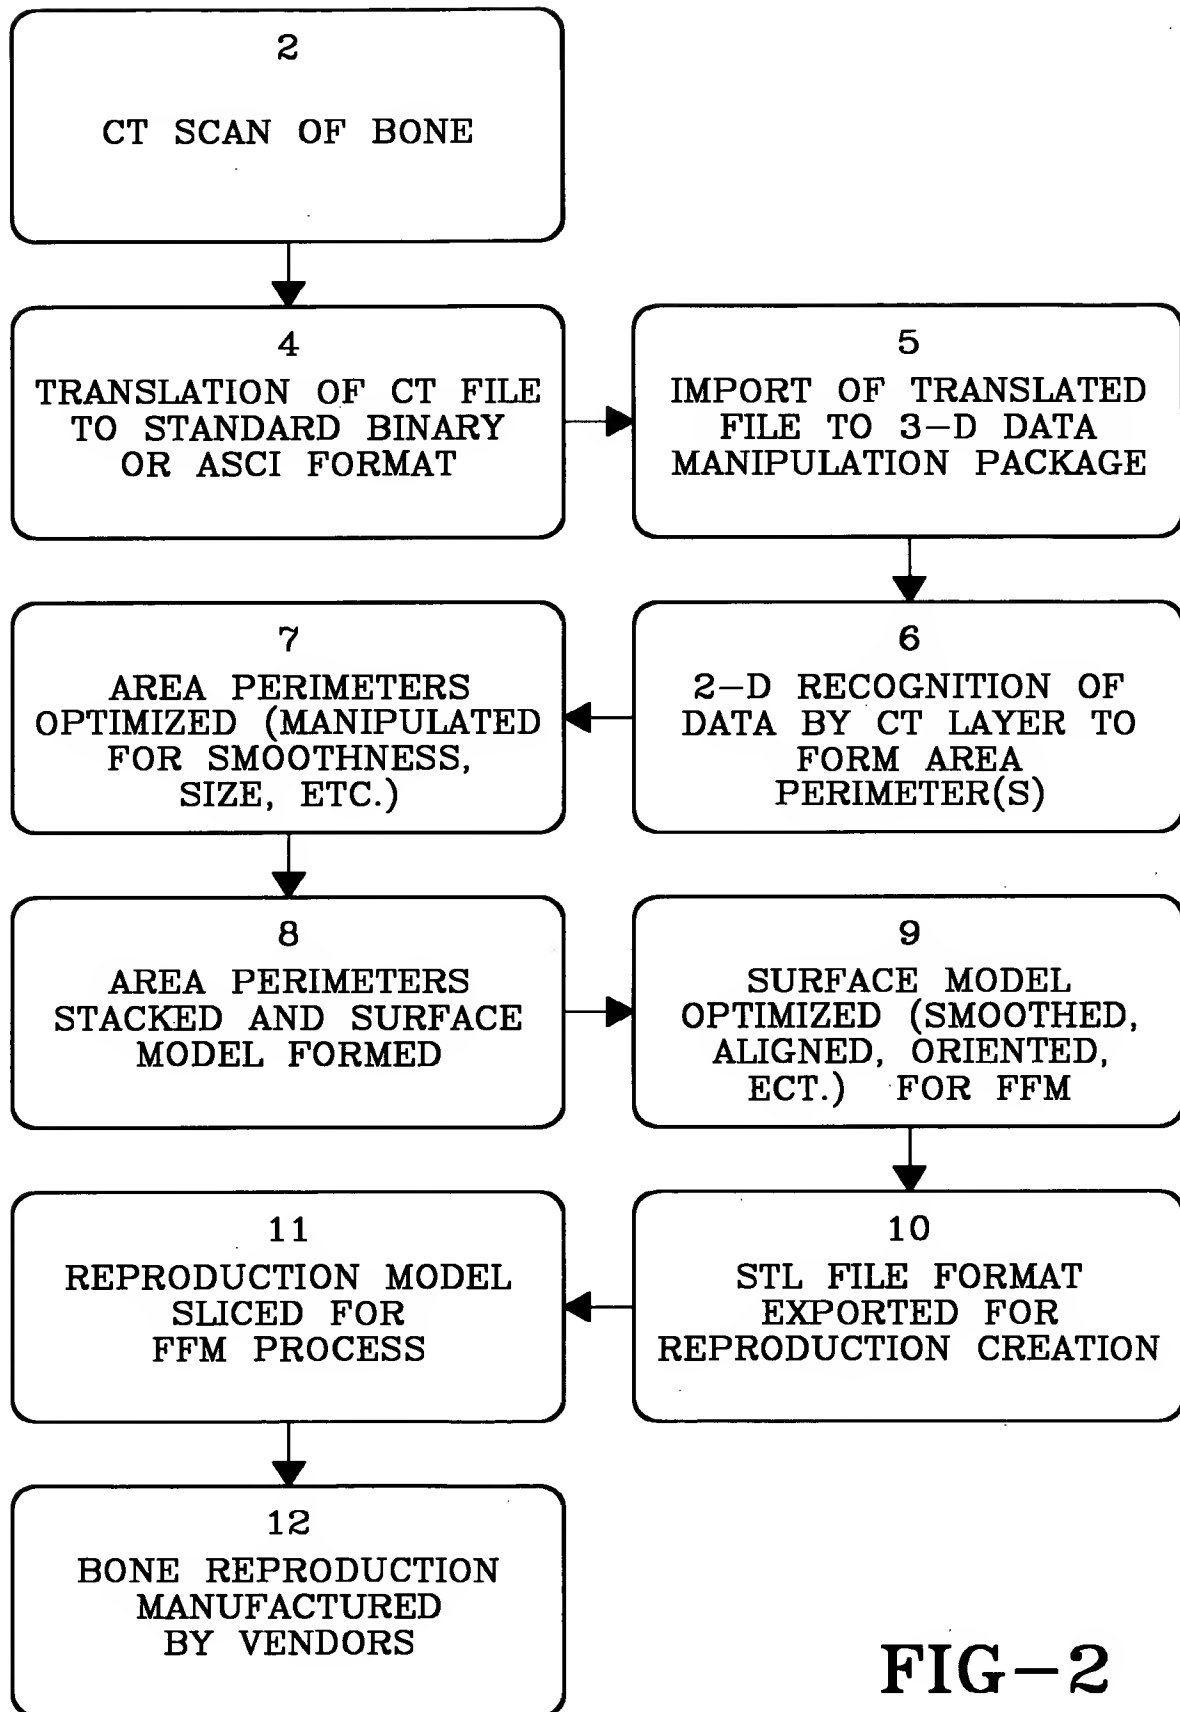 2
CT SCAN OF BONE
4
TRANSLATION OF CT FILE
TO STANDARD BINARY
OR ASCI FORMAT
5
IMPORT OF TRANSLATED
FILE TO 3-D DATA
MANIPULATION PACKAGE
6
2-D RECOGNITION OF
DATA BY CT LAYER TO
FORM AREA
PERIMETER(S)
7
AREA PERIMETERS
OPTIMIZED (MANIPULATED
FOR SMOOTHNESS,
SIZE, ETC.)
8
AREA PERIMETERS
STACKED AND SURFACE
MODEL FORMED
9
SURFACE MODEL
OPTIMIZED (SMOOTHED,
ALIGNED, ORIENTED,
ECT.) FOR FFM
10
STL FILE FORMAT
EXPORTED FOR
REPRODUCTION CREATION
11
REPRODUCTION MODEL
SLICED FOR
FFM PROCESS
12
BONE REPRODUCTION
MANUFACTURED
BY VENDORS
FIG-2